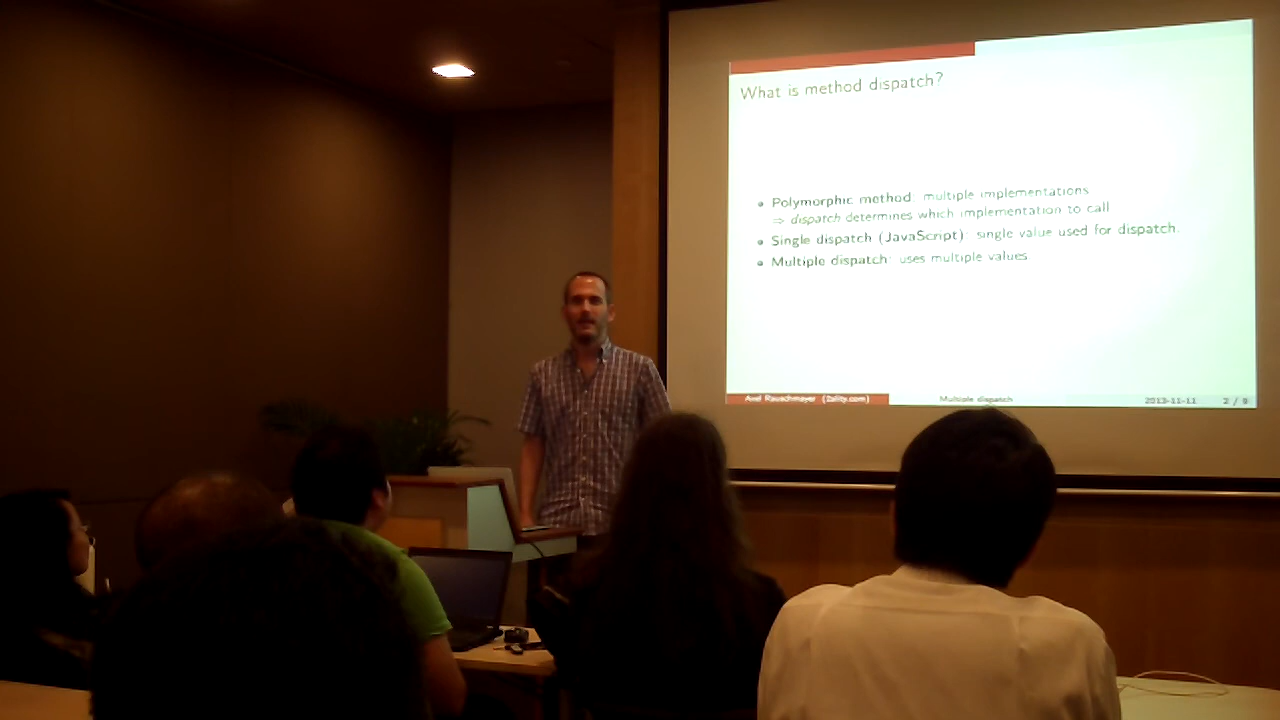 What is method dispatch?
Polymorphic method: multiple implementations
⇒ dispatch determines which implementation to call
Single dispatch (JavaScript): single value used for dispatch.
Multiple dispatch: uses multiple values
Axel Rauschmayer (2ality.com) Multiple dispatch 2013-11-11 2 / 9